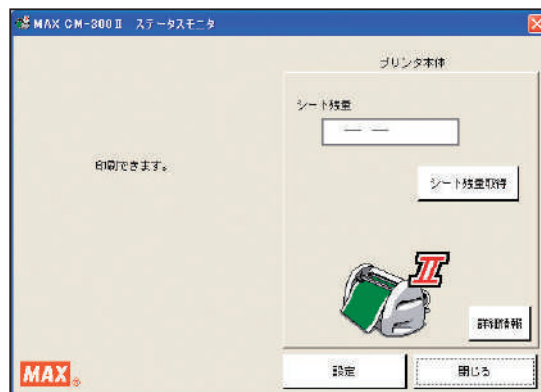 MAX CM-300Ⅱ ステータスモニタ
プリンタ本体
シート残量
— —
印刷できます。
シート残量取得
Ⅱ
詳細情報
MAX®
設定
閉じる